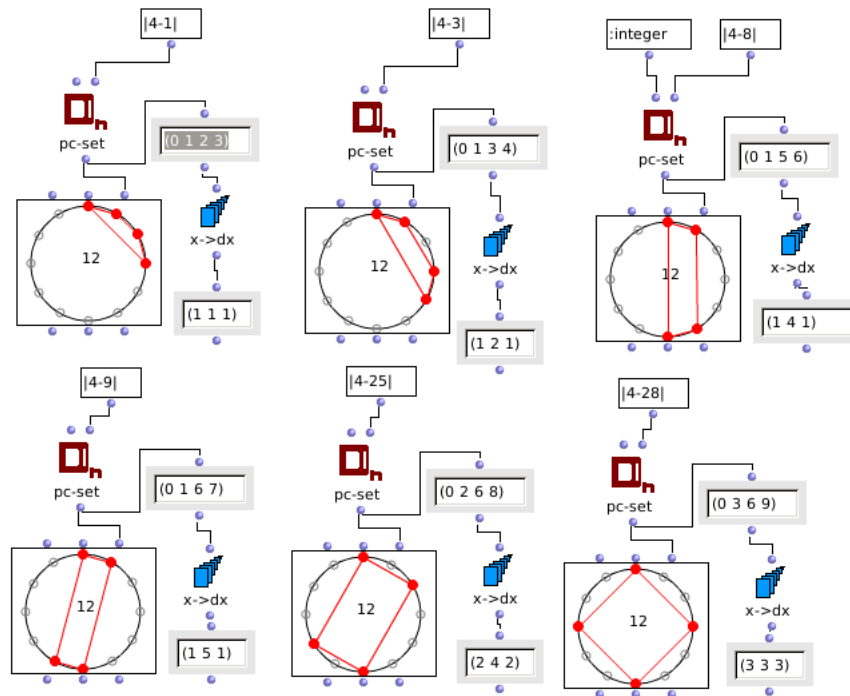 |4-1|
pc-set
(0 1 2 3)
12
x->dx
(1 1 1)
|4-3|
pc-set
(0 1 3 4)
12
x->dx
(1 2 1)
:integer
|4-8|
pc-set
(0 1 5 6)
12
x->dx
(1 4 1)
|4-9|
pc-set
(0 1 6 7)
12
x->dx
(1 5 1)
|4-25|
pc-set
(0 2 6 8)
12
x->dx
(2 4 2)
|4-28|
pc-set
(0 3 6 9)
12
x->dx
(3 3 3)